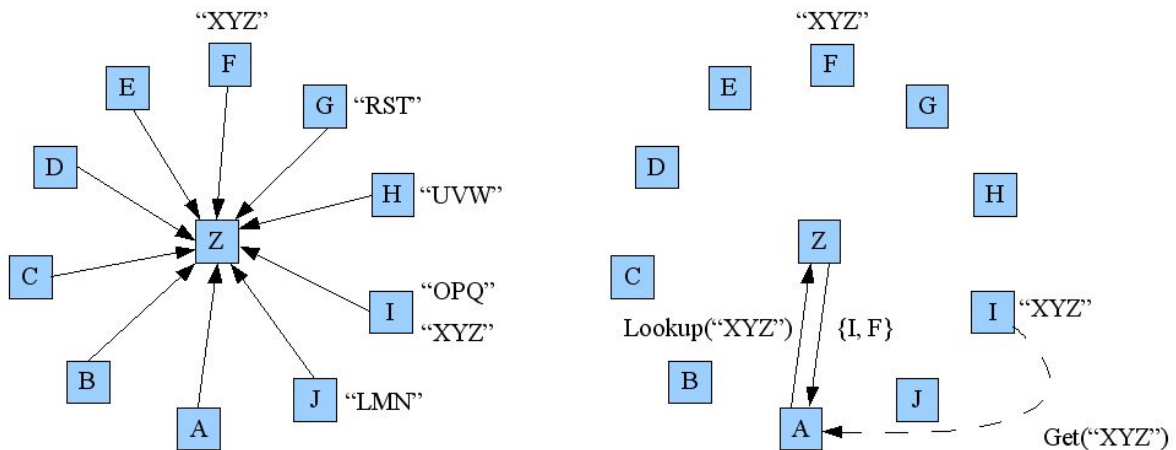 “XYZ”
F
E
G “RST”
D
H “UVW”
Z
C
“OPQ”
I
“XYZ”
B
J “LMN”
A
“XYZ”
F
E
G
D
H
Z
C
I “XYZ”
Lookup(“XYZ”) {I, F}
B
J
A
Get(“XYZ”)